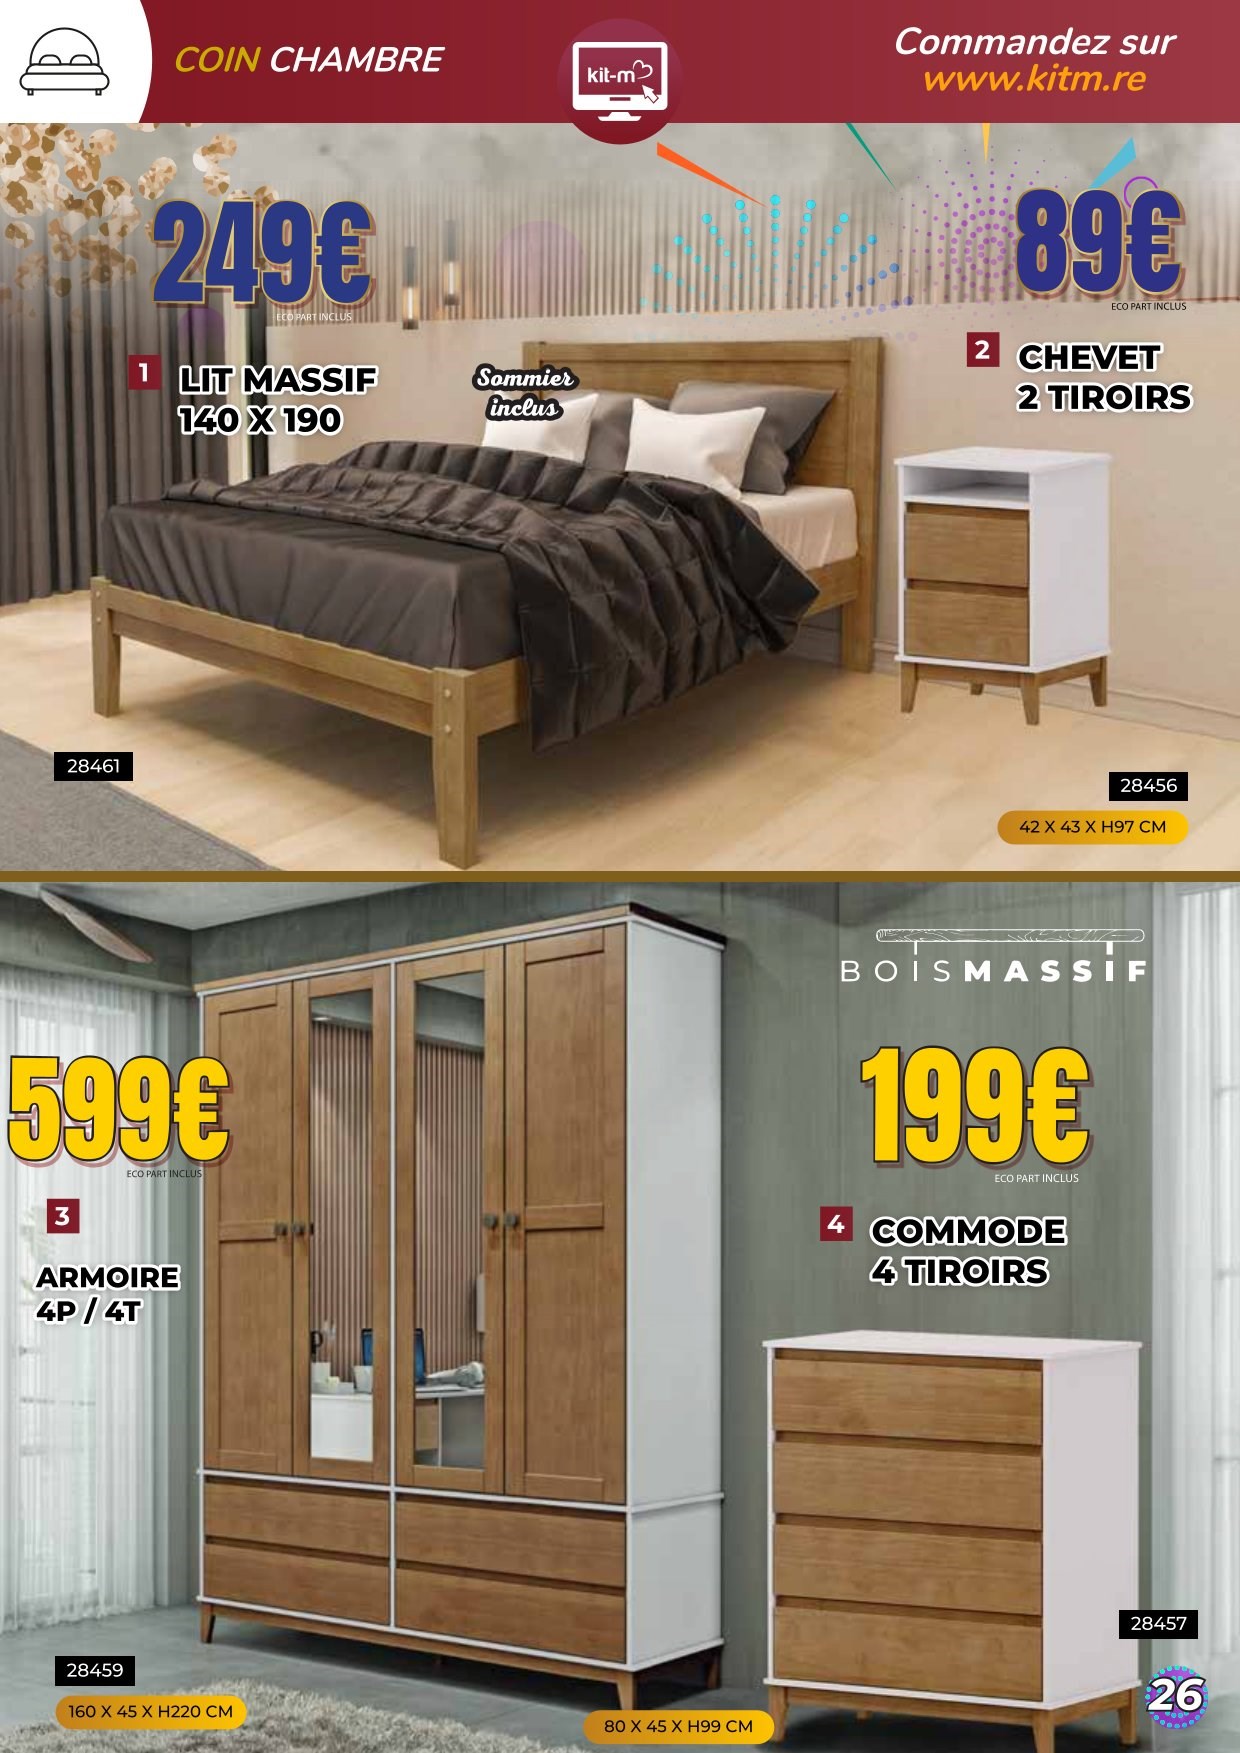 COIN CHAMBRE
kit-m
Commandez sur
www.kitm.re
249€
ECO PART INCLUS
1
LIT MASSIF
140 X 190
Sommier
inclus
89€
ECO PART INCLUS
2
CHEVET
2 TIROIRS
28461
28456
42 X 43 X H97 CM
BOISMASSIF
599€
ECO PART INCLUS
3
ARMOIRE
4P / 4T
199€
ECO PART INCLUS
4
COMMODE
4 TIROIRS
28457
28459
160 X 45 X H220 CM
80 X 45 X H99 CM
26